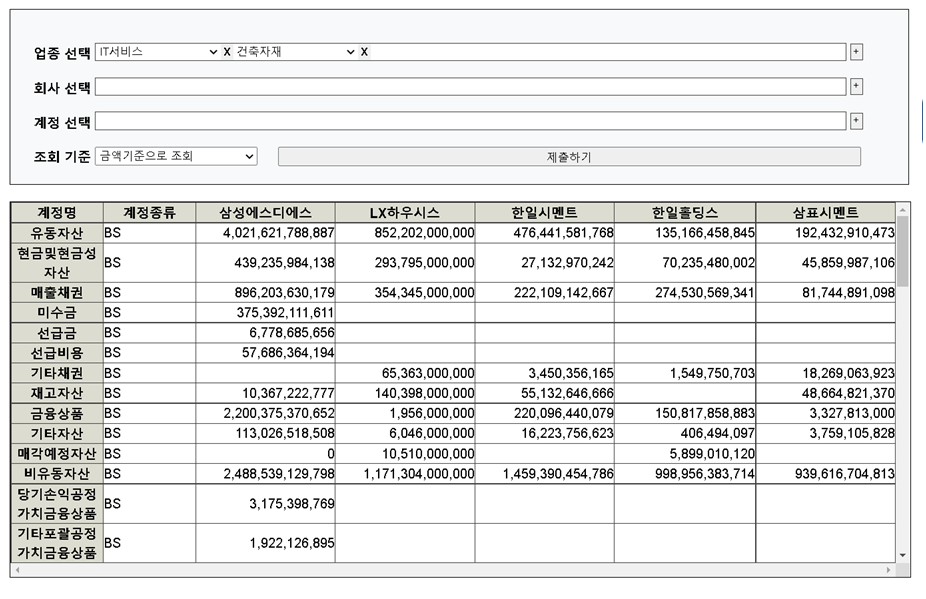 업종 선택 IT서비스 X 건축자재 X +
회사 선택 +
계정 선택 +
조회 기준 금액기준으로 조회 제출하기
계정명 계정종류 삼성에스디에스 LX하우시스 한일시멘트 한일홀딩스 삼표시멘트
유동자산 BS 4,021,621,788,887 852,202,000,000 476,441,581,768 135,166,458,845 192,432,910,473
현금및현금성
자산 BS 439,235,984,138 293,795,000,000 27,132,970,242 70,235,480,002 45,859,987,106
매출채권 BS 896,203,630,179 354,345,000,000 222,109,142,667 274,530,569,341 81,744,891,098
미수금 BS 375,392,111,611
선급금 BS 6,778,685,656
선급비용 BS 57,686,364,194
기타채권 BS 65,363,000,000 3,450,356,165 1,549,750,703 18,269,063,923
재고자산 BS 10,367,222,777 140,398,000,000 55,132,646,666 48,664,821,370
금융상품 BS 2,200,375,370,652 1,956,000,000 220,096,440,079 150,817,858,883 3,327,813,000
기타자산 BS 113,026,518,508 6,046,000,000 16,223,756,623 406,494,097 3,759,105,828
매각예정자산 BS 0 10,510,000,000 5,899,010,120
비유동자산 BS 2,488,539,129,798 1,171,304,000,000 1,459,390,454,786 998,956,383,714 939,616,704,813
당기손익공정
가치금융상품 BS 3,175,398,769
기타포괄공정
가치금융상품 BS 1,922,126,895